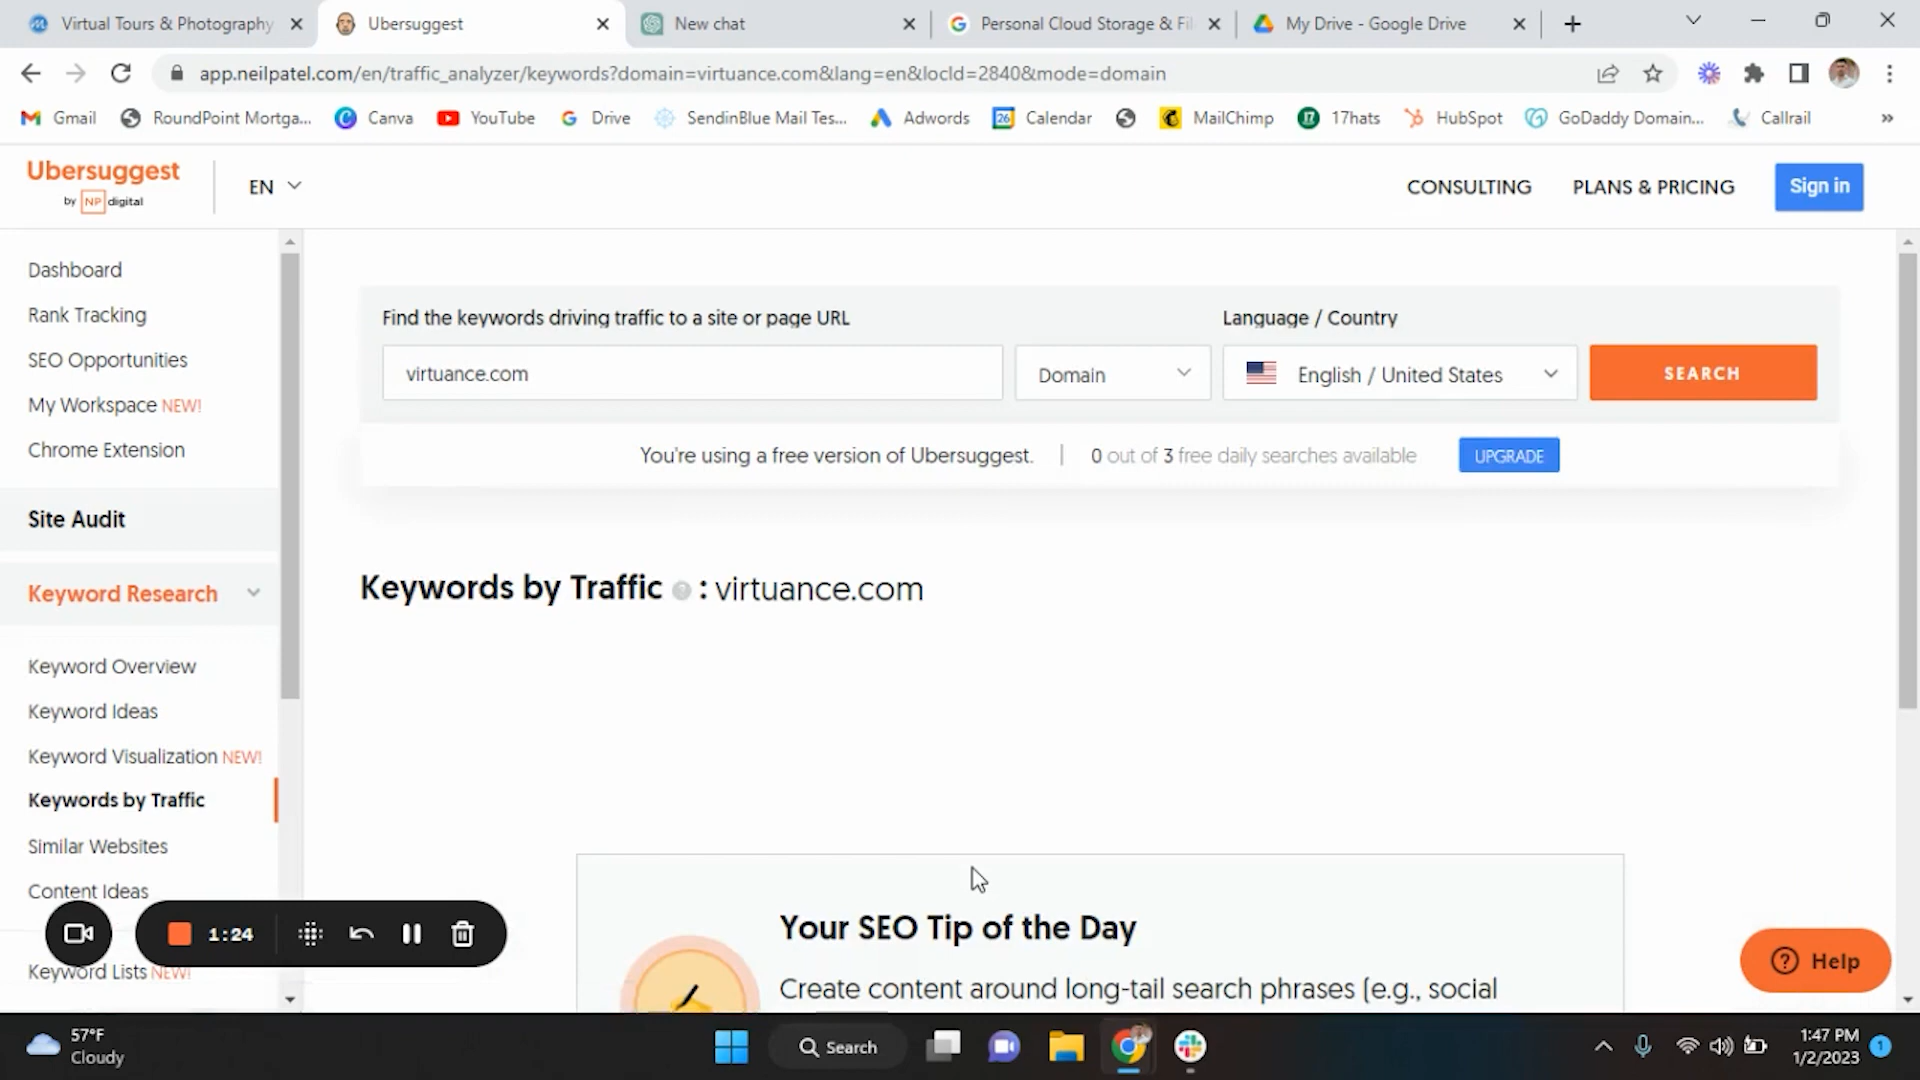 Virtual Tours & Photography
Ubersuggest
New chat
Personal Cloud Storage & Fil
My Drive - Google Drive
app.neilpatel.com/en/traffic_analyzer/keywords?domain=virtuance.com&lang=en&locId=2840&mode=domain
Gmail
RoundPoint Mortga...
Canva
YouTube
Drive
SendinBlue Mail Tes...
Adwords
26
Calendar
MailChimp
17
17hats
HubSpot
GoDaddy Domain...
Callrail
»
Ubersuggest
by NP digital
EN
CONSULTING
PLANS & PRICING
Sign in
Dashboard
Rank Tracking
SEO Opportunities
My Workspace NEW!
Chrome Extension
Site Audit
Keyword Research
Keyword Overview
Keyword Ideas
Keyword Visualization NEW!
Keywords by Traffic
Similar Websites
Content Ideas
Keyword Lists NEW!
Find the keywords driving traffic to a site or page URL
Language / Country
virtuance.com
Domain
English / United States
SEARCH
You're using a free version of Ubersuggest. | 0 out of 3 free daily searches available
UPGRADE
Keywords by Traffic ? : virtuance.com
Your SEO Tip of the Day
Create content around long-tail search phrases (e.g., social
1:24
? Help
57°F
Cloudy
Search
1:47 PM
1/2/2023
1